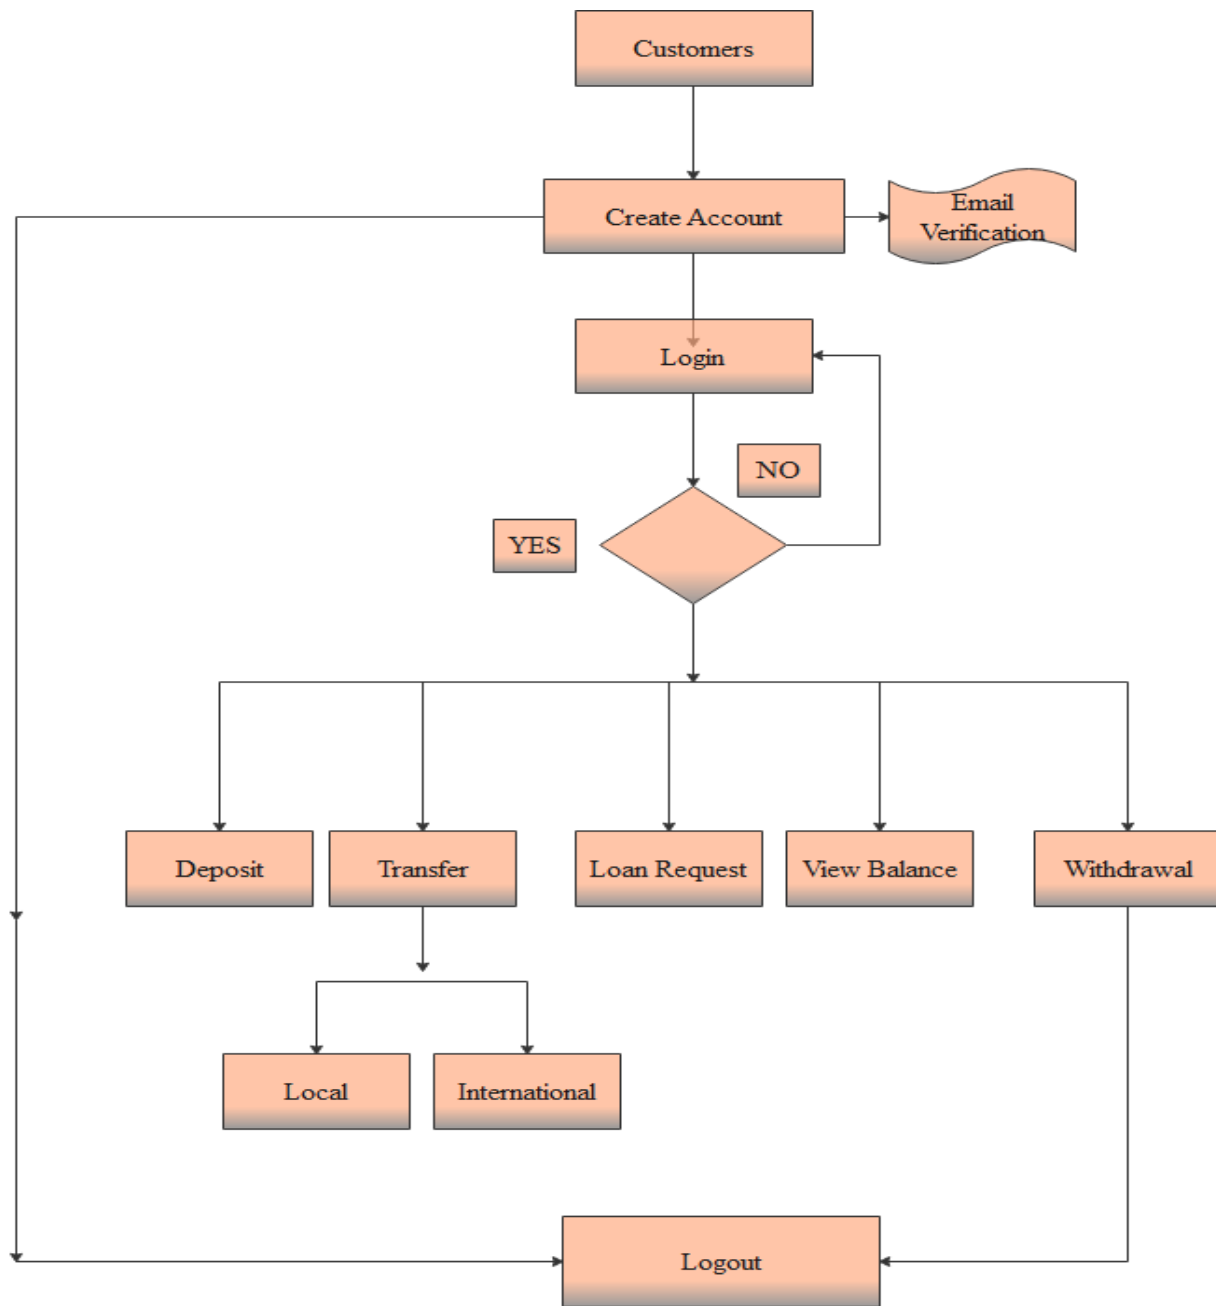 Customers
Create Account
Email
Verification
Login
NO
YES
Deposit
Transfer
Loan Request
View Balance
Withdrawal
Local
International
Logout